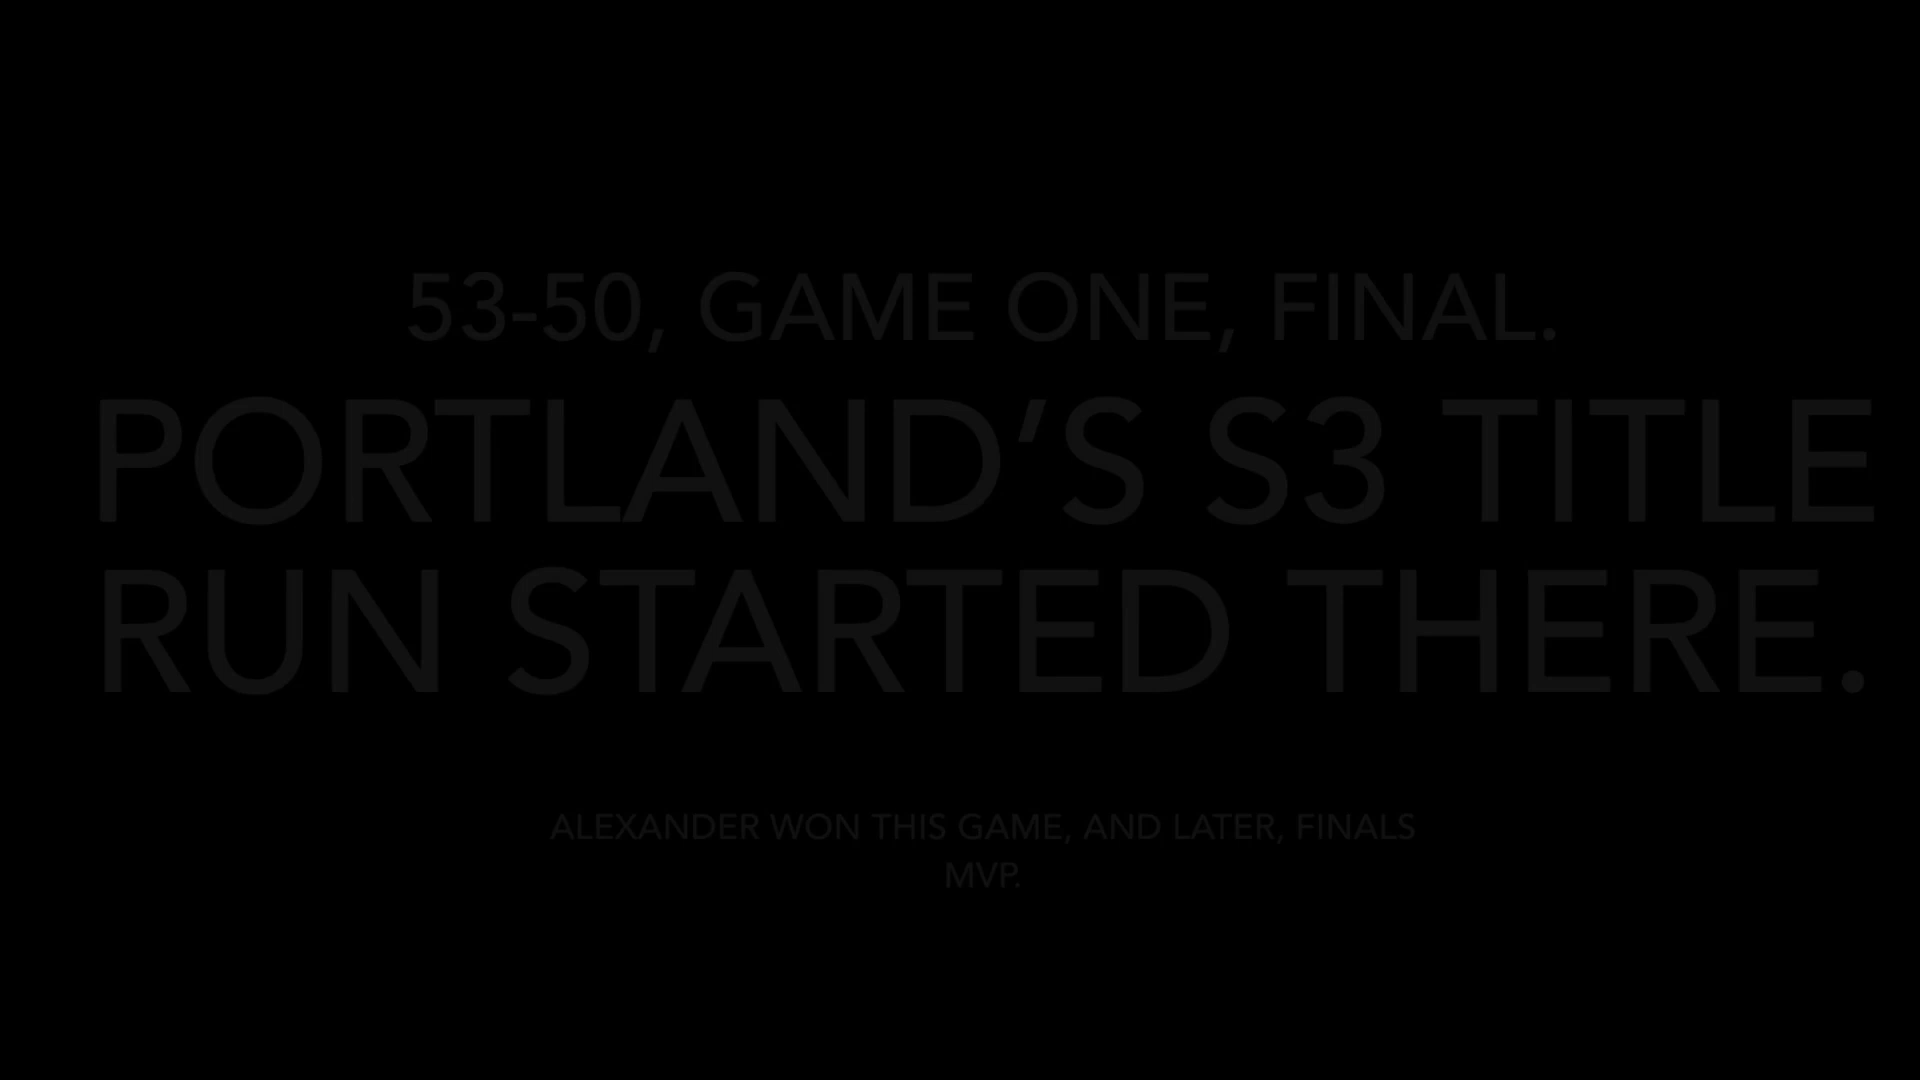 53-50, GAME ONE, FINAL.
PORTLAND’S S3 TITLE
RUN STARTED THERE.
ALEXANDER WON THIS GAME, AND LATER, FINALS
MVP.